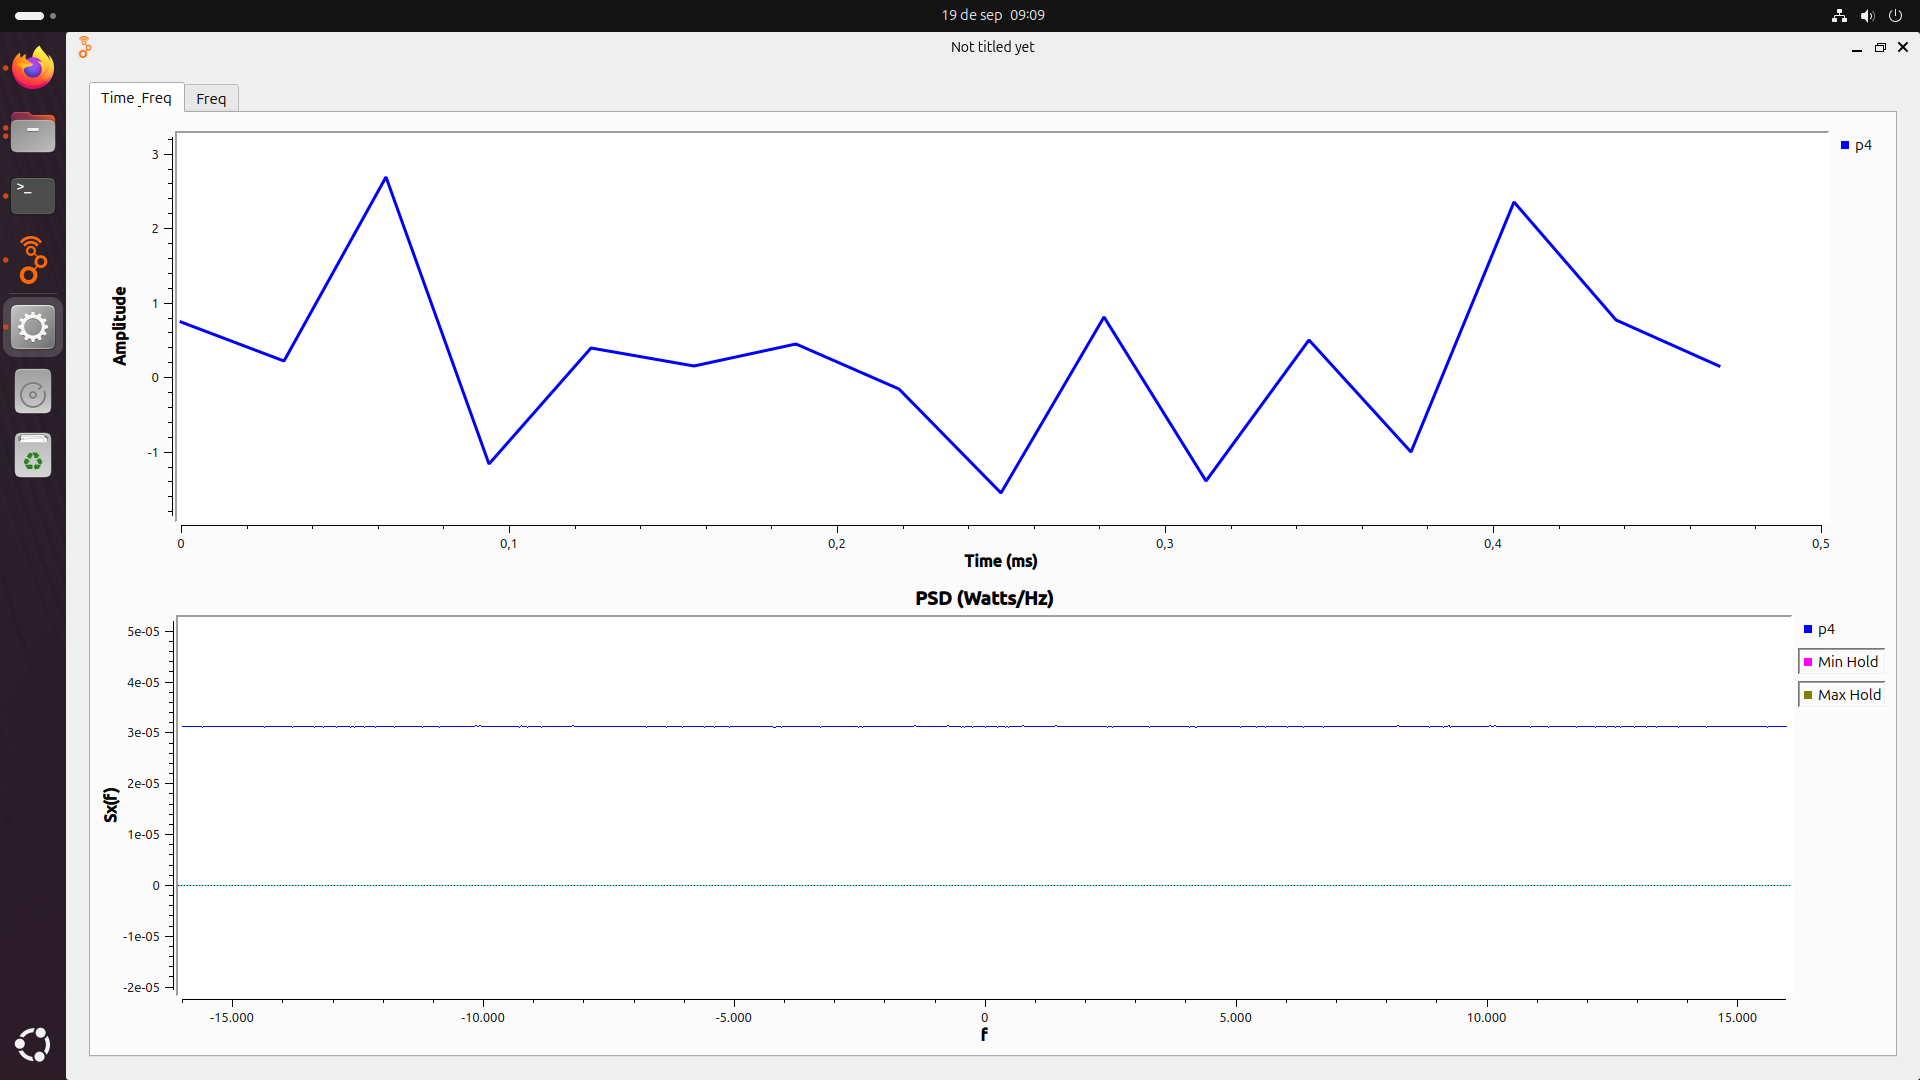 19 de sep 09:09
Not titled yet
Time_Freq
Freq
3
2
1
0
-1
Amplitude
p4
0
0,1
0,2
0,3
0,4
0,5
Time (ms)
PSD (Watts/Hz)
5e-05
4e-05
3e-05
2e-05
1e-05
0
-1e-05
-2e-05
Sx(f)
p4
Min Hold
Max Hold
-15.000
-10.000
-5.000
0
5.000
10.000
15.000
f
>_